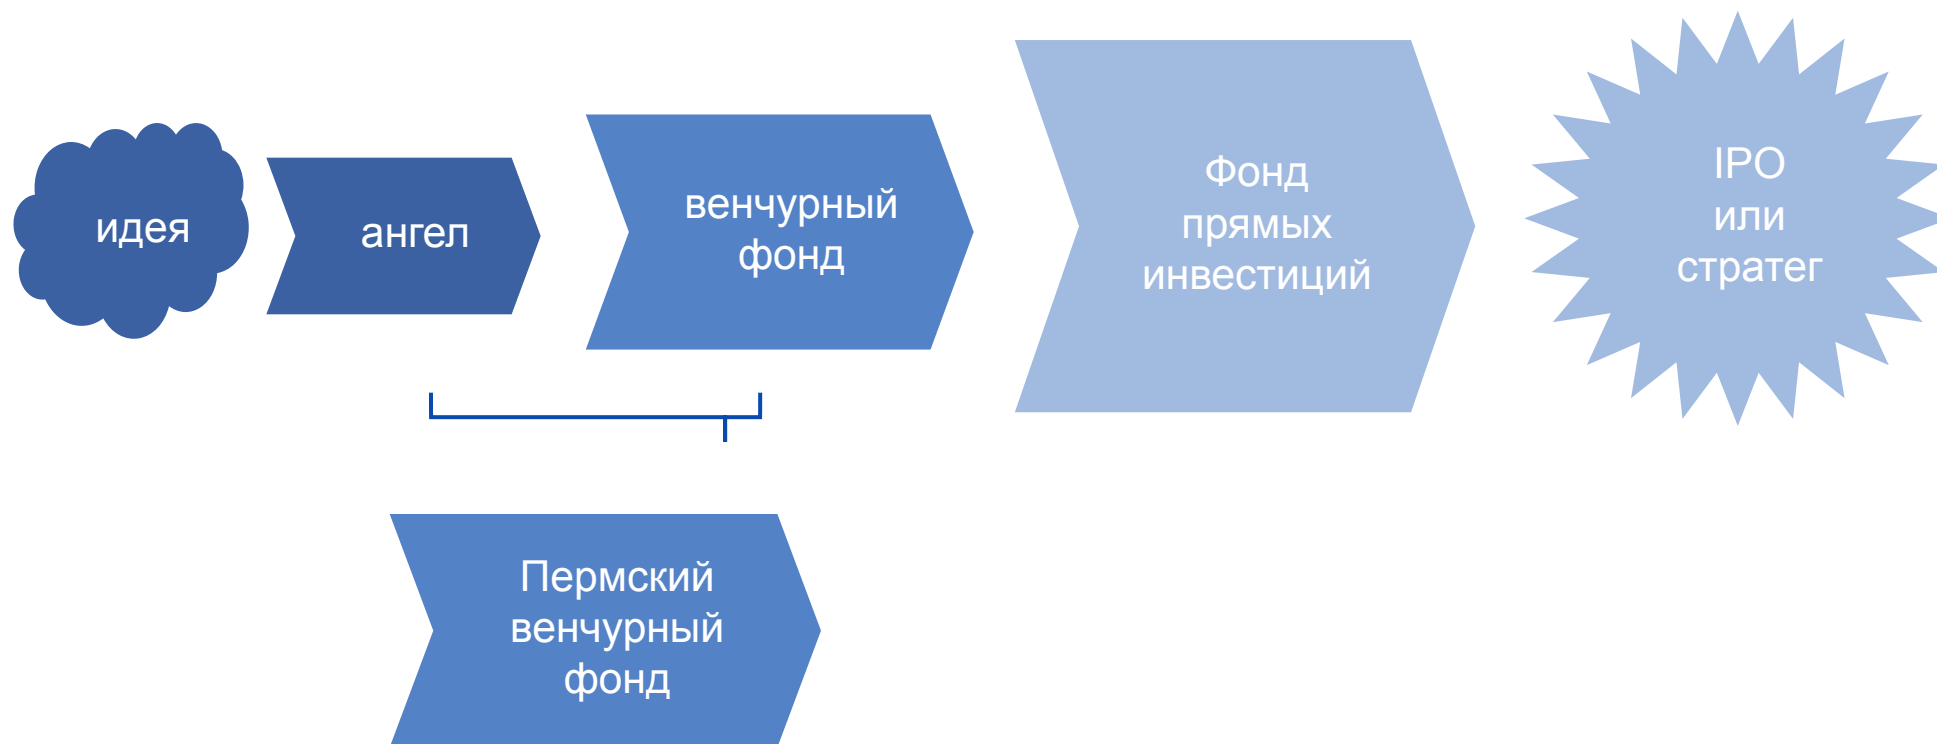 идея
ангел
венчурный
фонд
Фонд
прямых
инвестиций
IPO
или
стратег
Пермский
венчурный
фонд